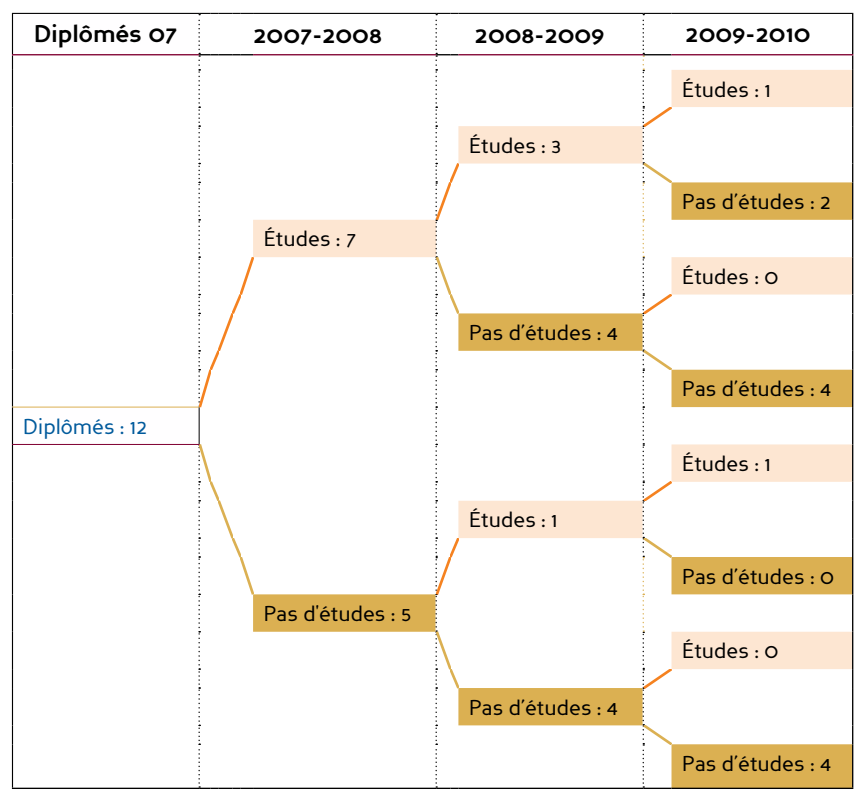 Diplômés 07 2007-2008 2008-2009 2009-2010
Études : 1
Études : 3
Pas d'études : 2
Études : 7
Études : 0
Pas d'études : 4
Pas d'études : 4
Diplômés : 12
Études : 1
Études : 1
Pas d'études : 0
Pas d'études : 5
Études : 0
Pas d'études : 4
Pas d'études : 4